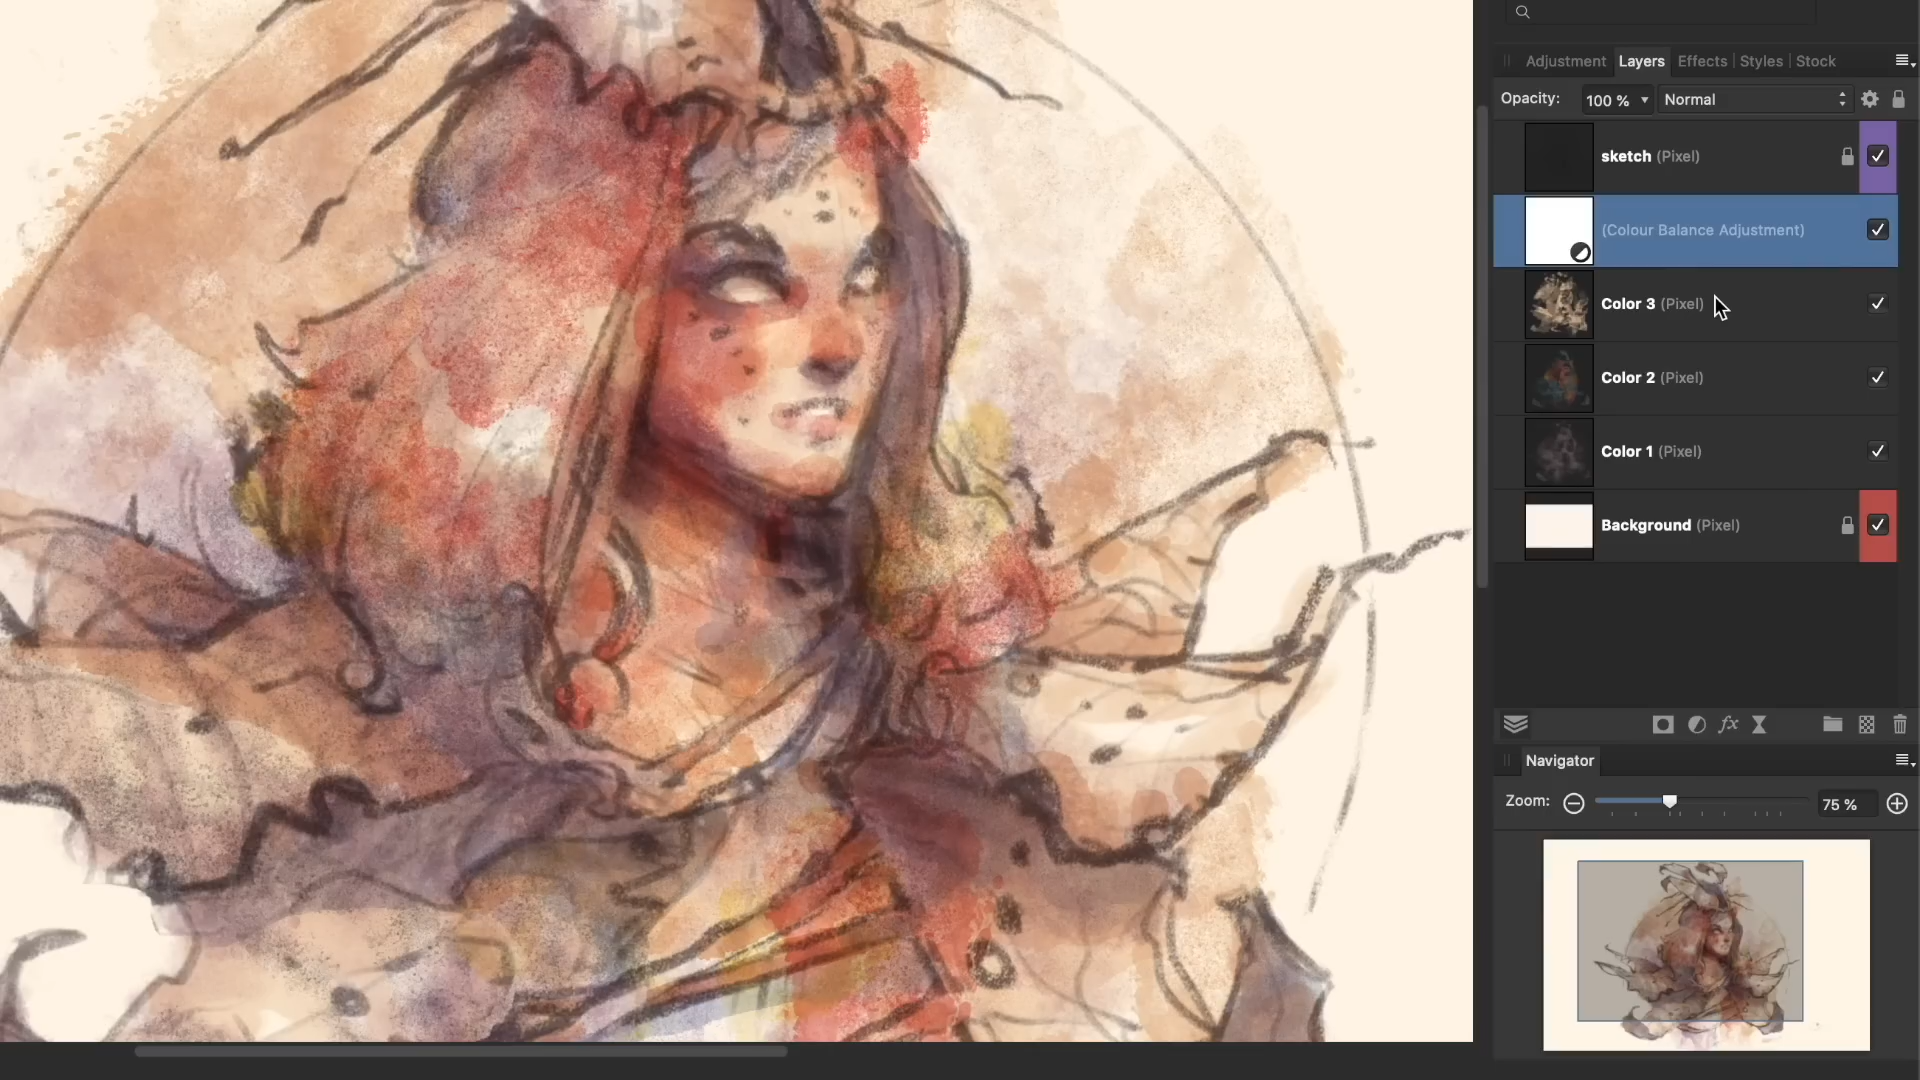 Adjustment Layers Effects Styles Stock
Opacity: 100 % Normal
sketch (Pixel)
(Colour Balance Adjustment)
Color 3 (Pixel)
Color 2 (Pixel)
Color 1 (Pixel)
Background (Pixel)
fx
Navigator
Zoom: 75 %